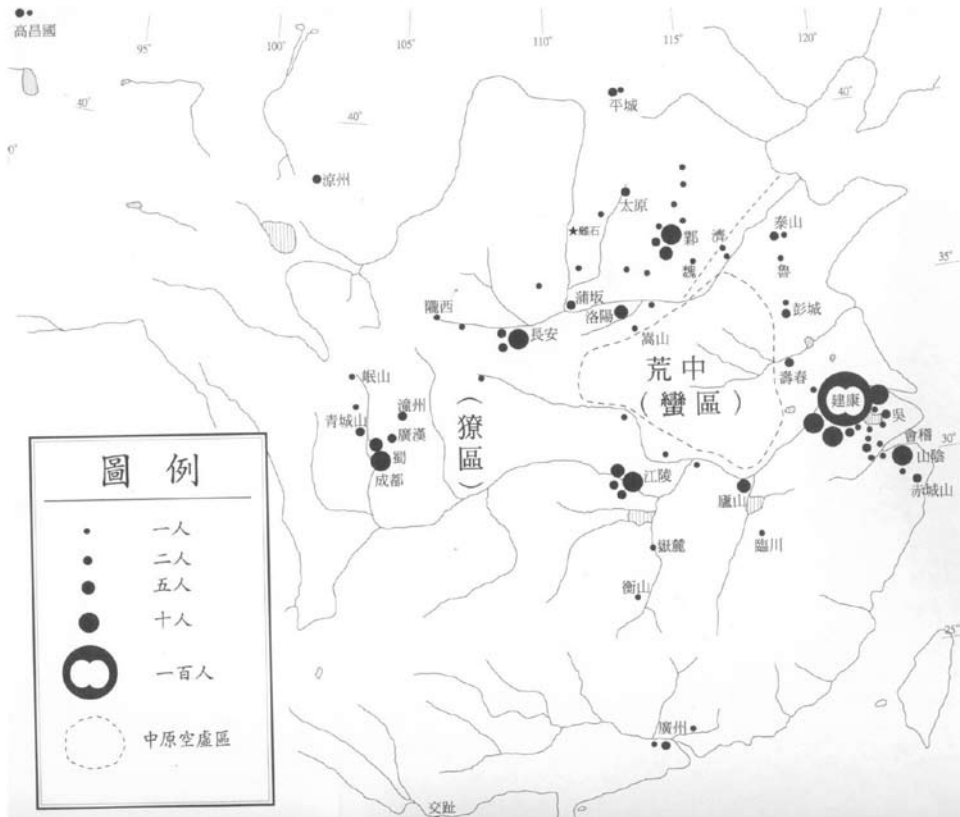 高昌國
95°
100°
105°
110°
115°
120°
40°
40°
40°
平城
涼州
太原
★離石
鄴
濟
魏
泰山
魯
35°
隴西
蒲坂
洛陽
長安
嵩山
彭城
荒中
（蠻區）
壽春
建康
吳
會稽
山陰
赤城山
30°
岷山
潼州
青城山
廣漢
蜀
成都
（獠區）
江陵
廬山
嶽麓
臨川
衡山
25°
廣州
交趾
圖例
一人
二人
五人
十人
一百人
中原空虛區